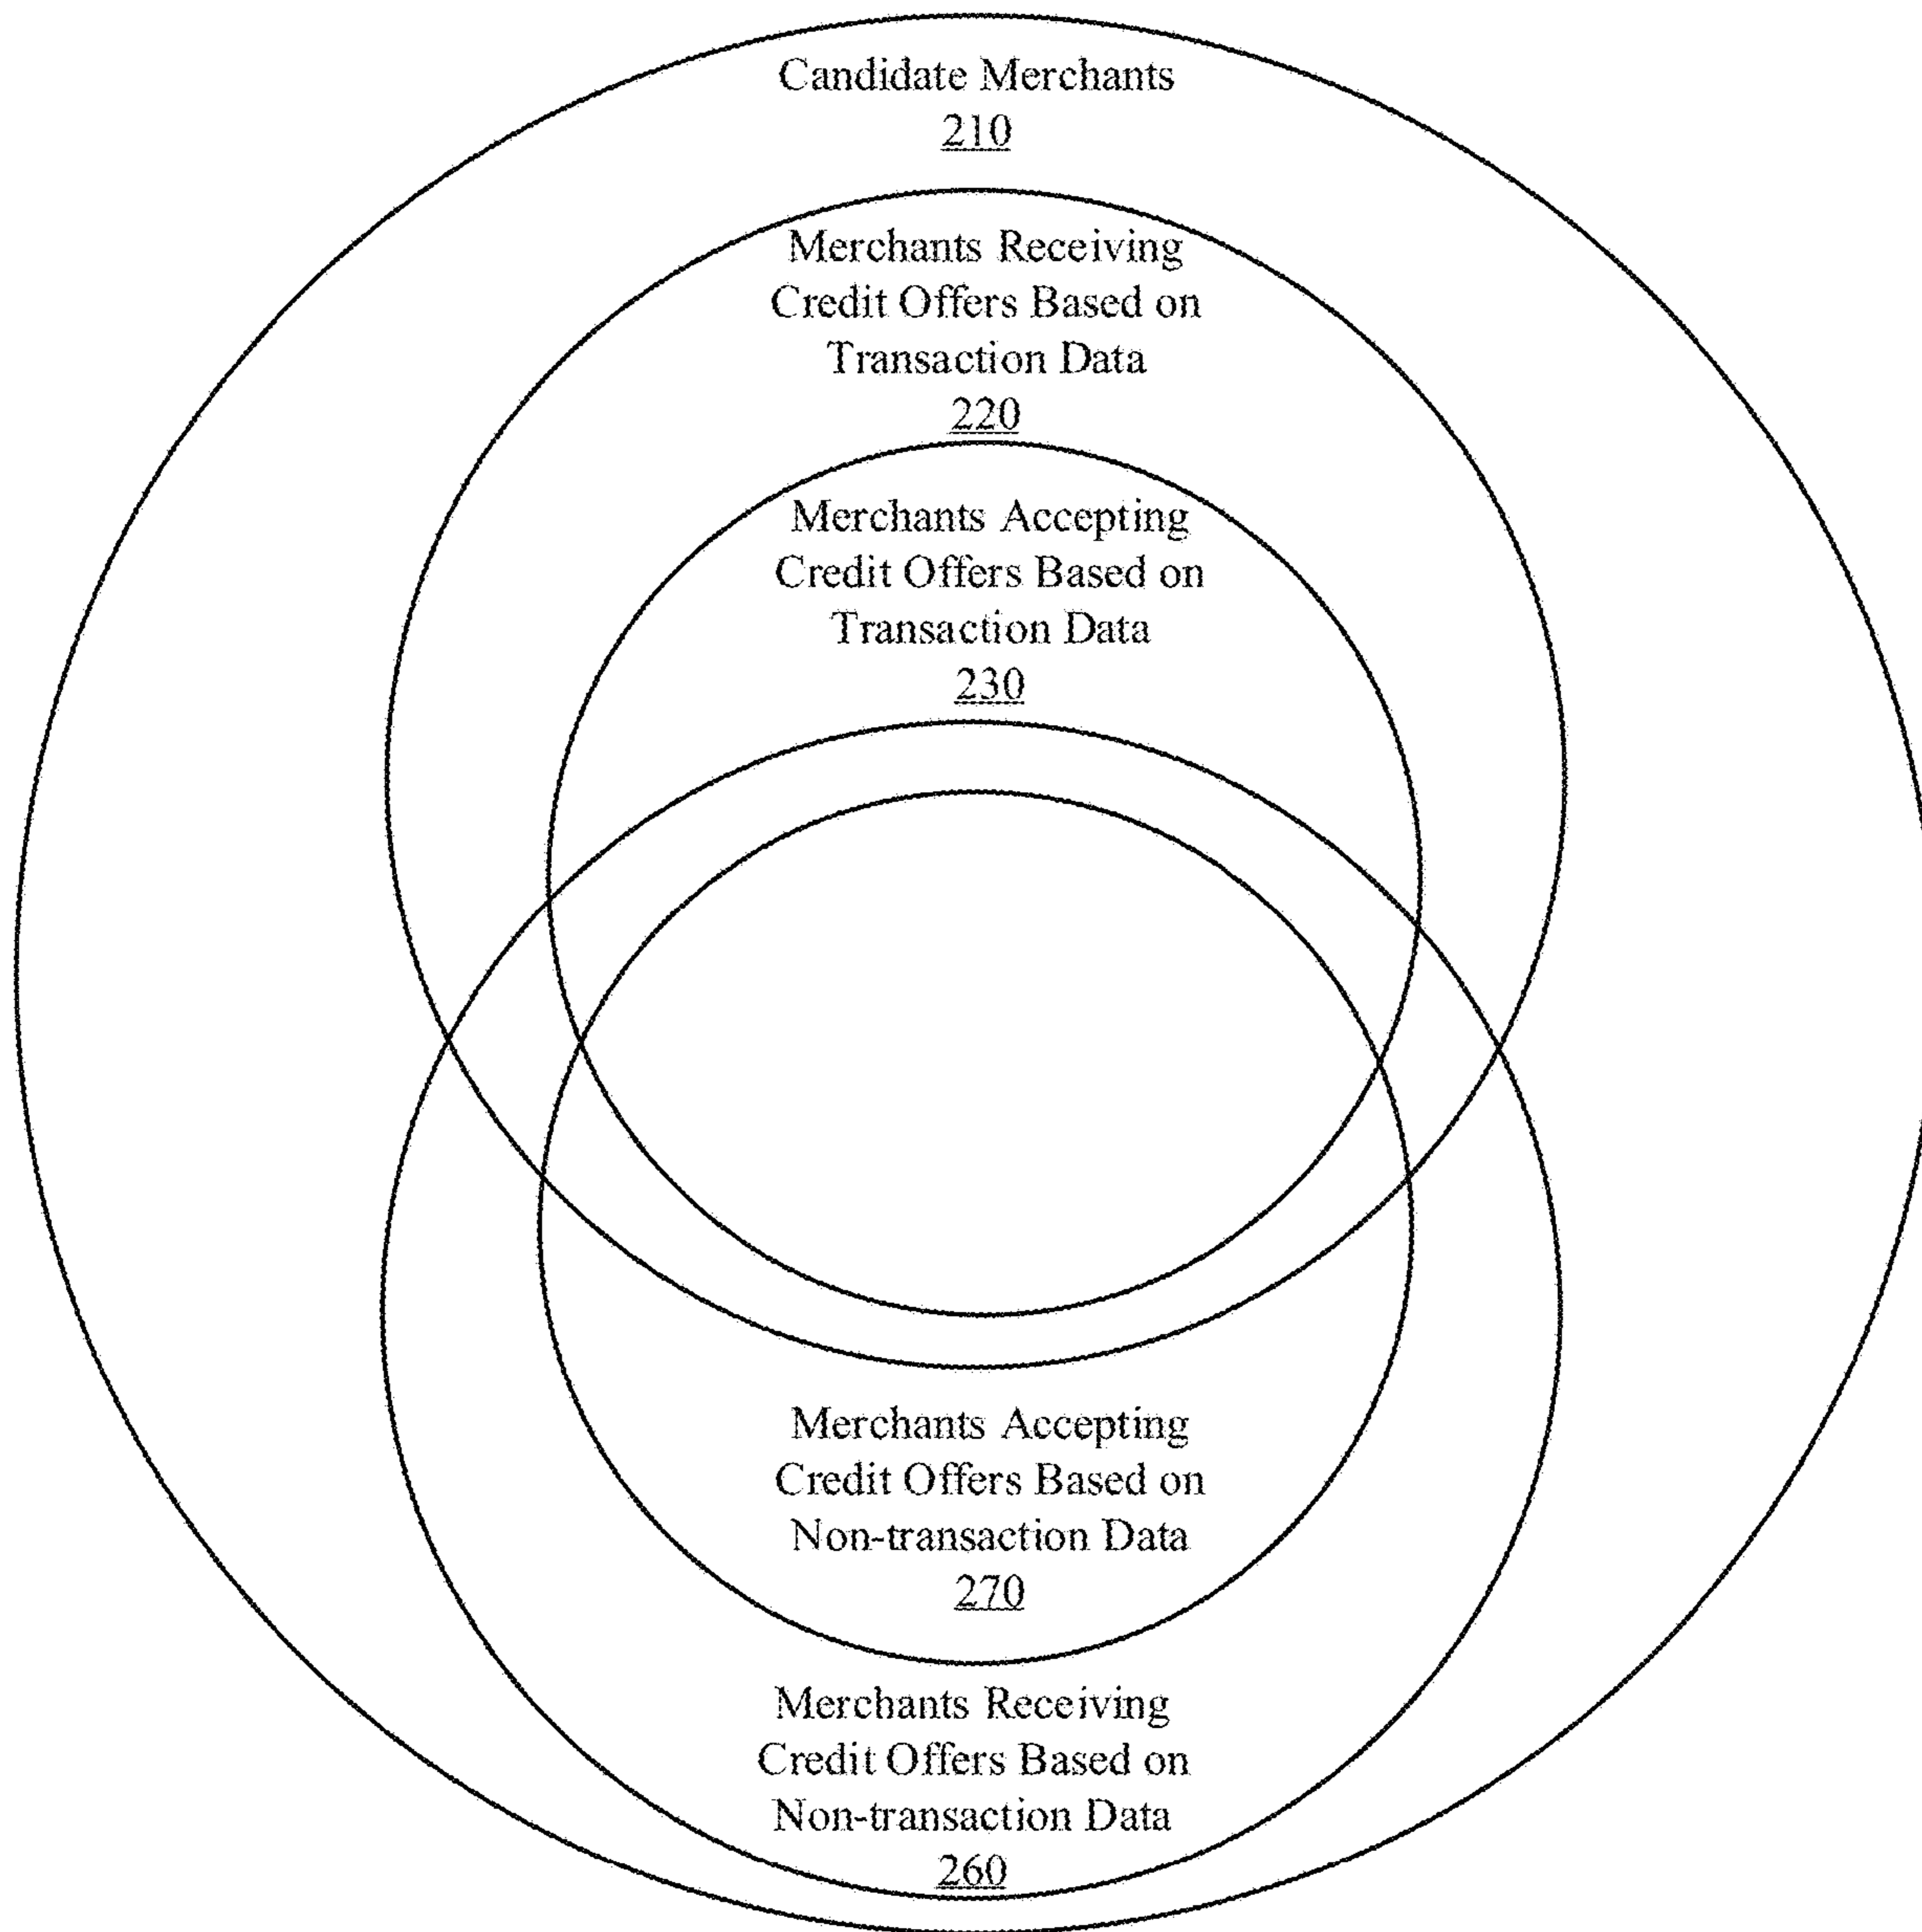 Candidate Merchants
210
Merchants Receiving
Credit Offers Based on
Transaction Data
220
Merchants Accepting
Credit Offers Based on
Transaction Data
230
Merchants Accepting
Credit Offers Based on
Non-transaction Data
270
Merchants Receiving
Credit Offers Based on
Non-transaction Data
260